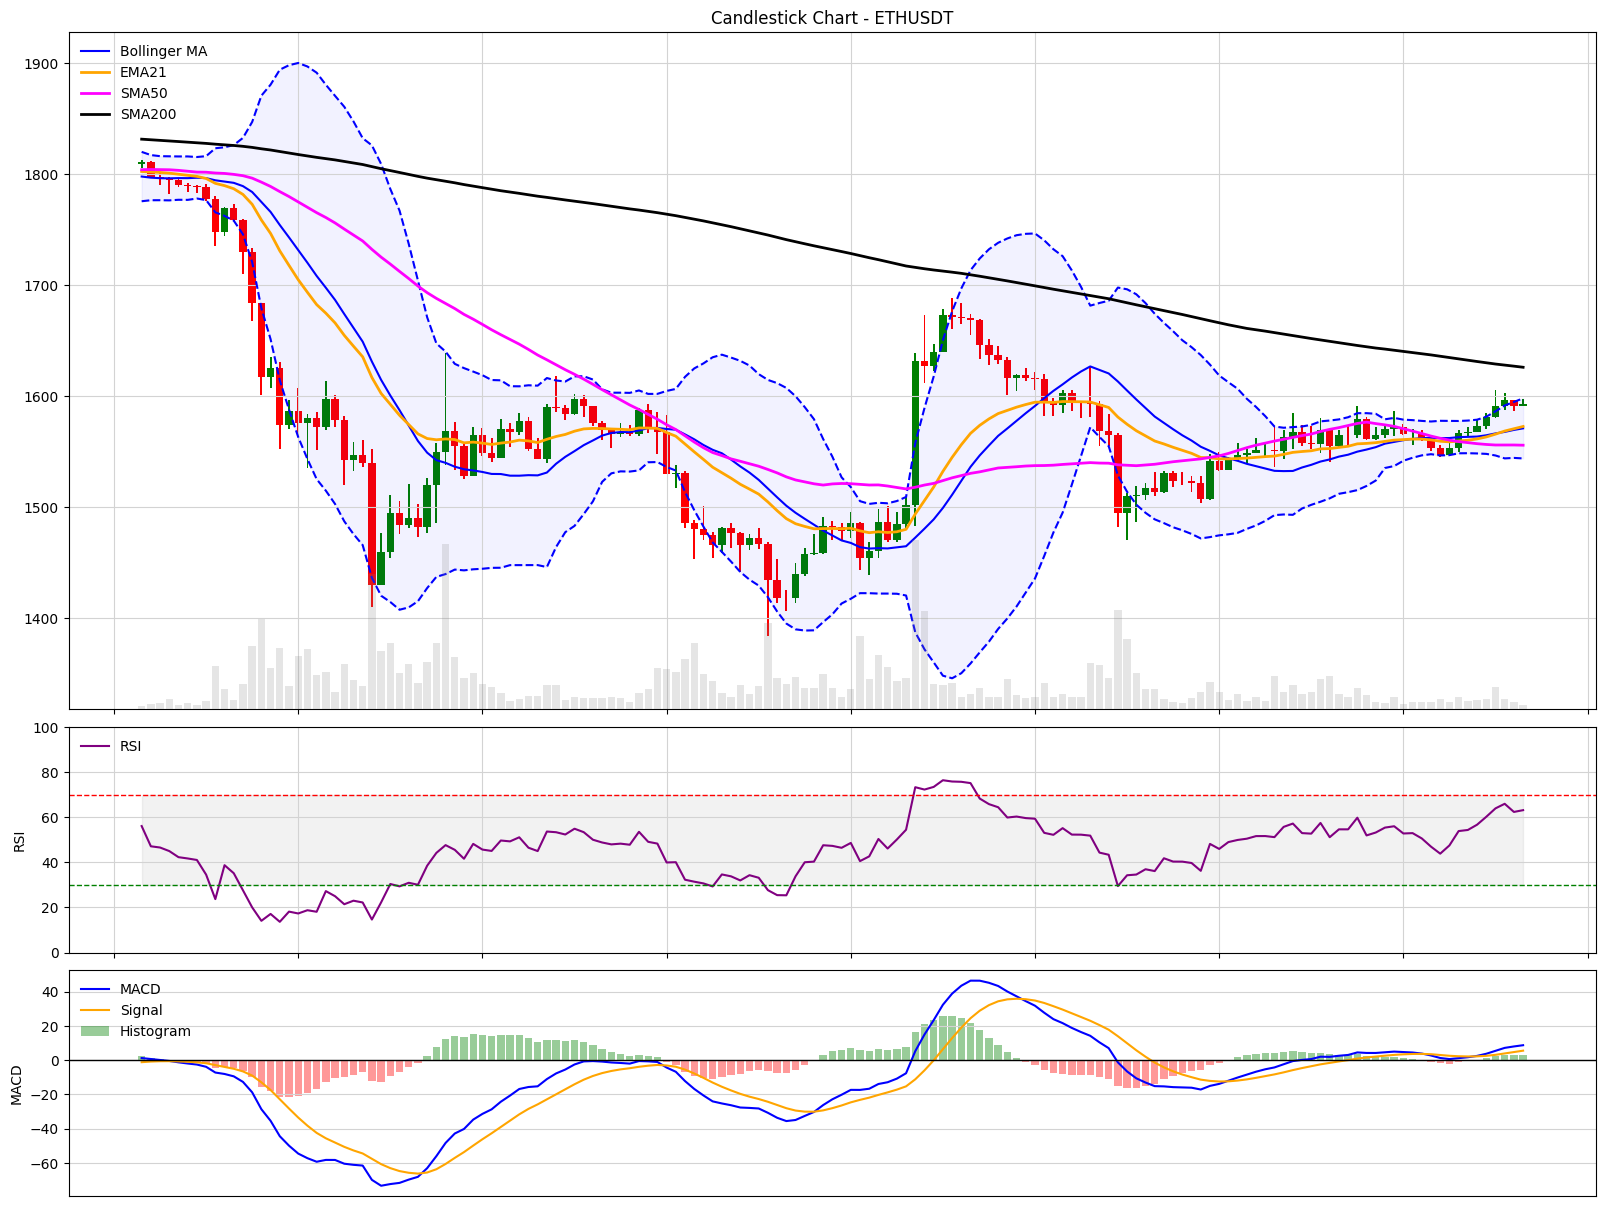 Candlestick Chart - ETHUSDT
Bollinger MA
EMA21
SMA50
SMA200
1900
1800
1700
1600
1500
1400
RSI
100
80
60
40
20
0
RSI
MACD
Signal
Histogram
40
20
0
−20
−40
−60
MACD